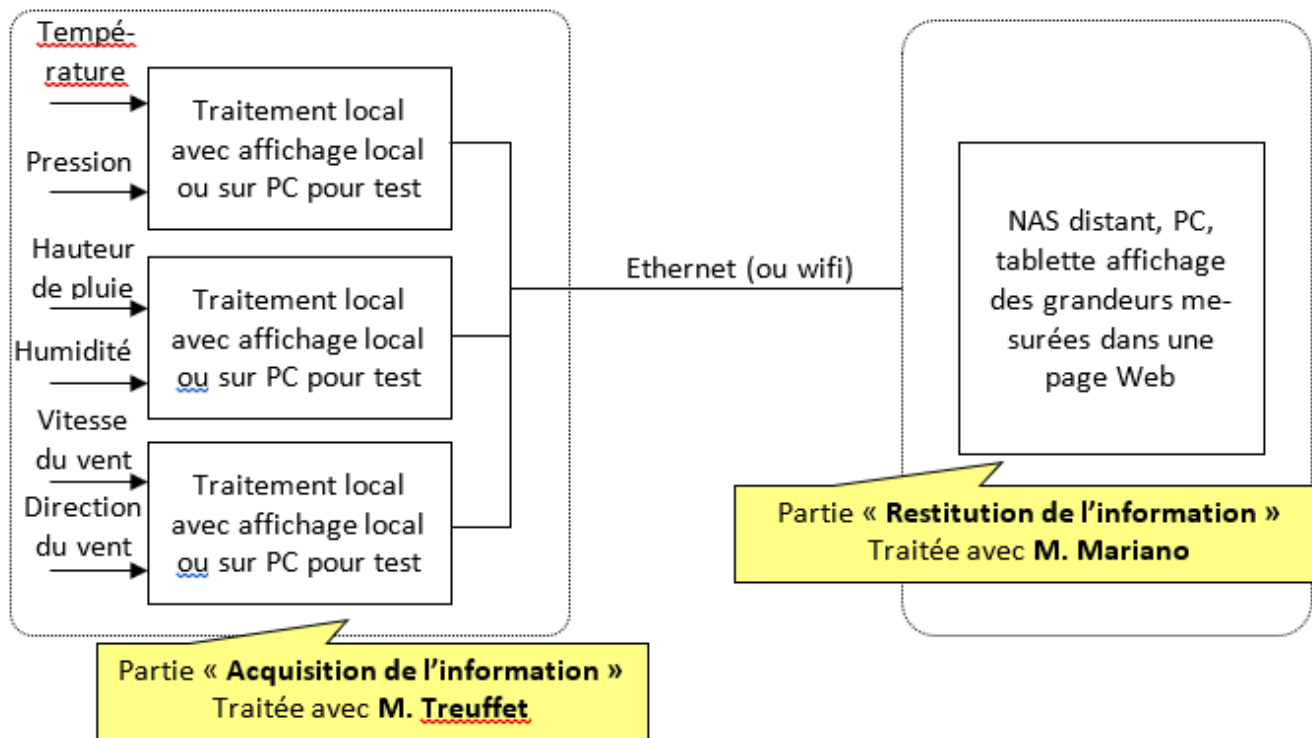 Tempé-
rature
Pression
Traitement local
avec affichage local
ou sur PC pour test
Hauteur
de pluie
Humidité
Traitement local
avec affichage local
ou sur PC pour test
Vitesse
du vent
Direction
du vent
Traitement local
avec affichage local
ou sur PC pour test
Partie « Acquisition de l’information »
Traitée avec M. Treuffet
Ethernet (ou wifi)
NAS distant, PC,
tablette affichage
des grandeurs me-
surées dans une
page Web
Partie « Restitution de l’information »
Traitée avec M. Mariano